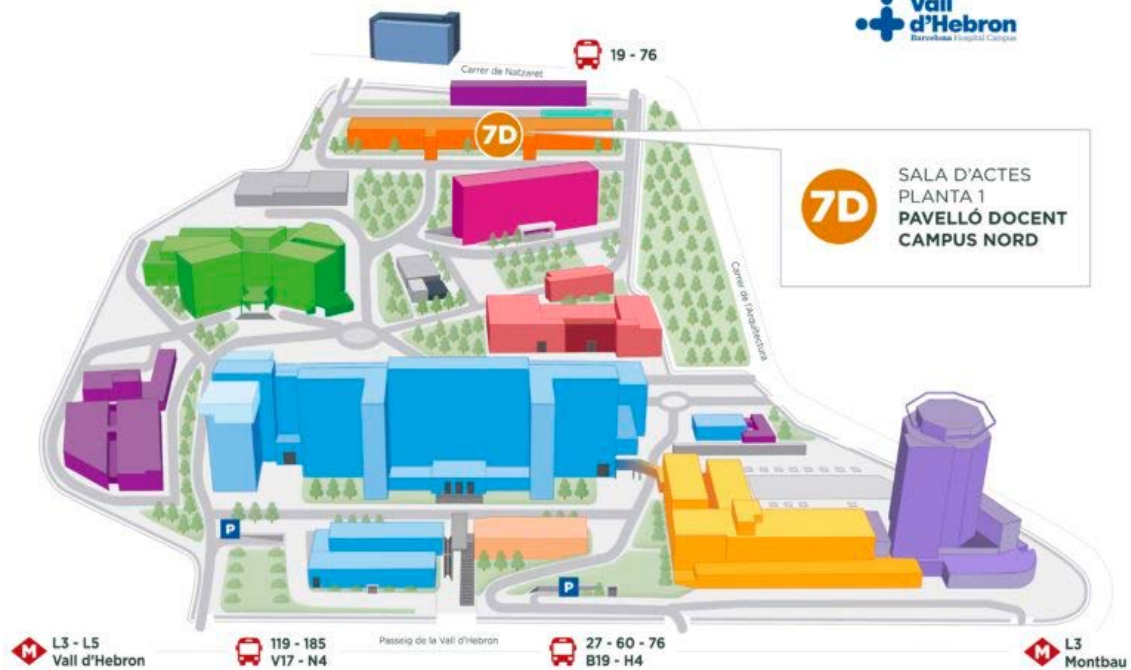 Vall
d'Hebron
Barcelona Hospital Campus
19 - 76
Carrer de Natzaret
7D
7D
SALA D'ACTES
PLANTA 1
PAVELLÓ DOCENT
CAMPUS NORD
Carrer de l'Arquitectura
P
P
M
L3 - L5
Vall d'Hebron
119 - 185
V17 - N4
Passeig de la Vall d'Hebron
27 - 60 - 76
B19 - H4
M
L3
Montbau